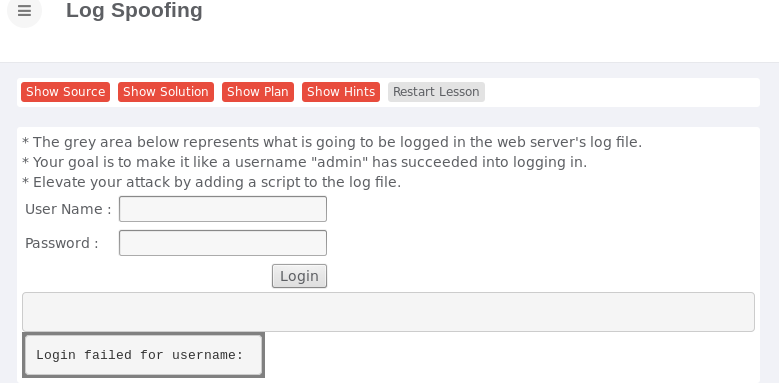 Log Spoofing
Show Source Show Solution Show Plan Show Hints Restart Lesson
* The grey area below represents what is going to be logged in the web server's log file.
* Your goal is to make it like a username "admin" has succeeded into logging in.
* Elevate your attack by adding a script to the log file.
User Name :
Password :
Login
Login failed for username: